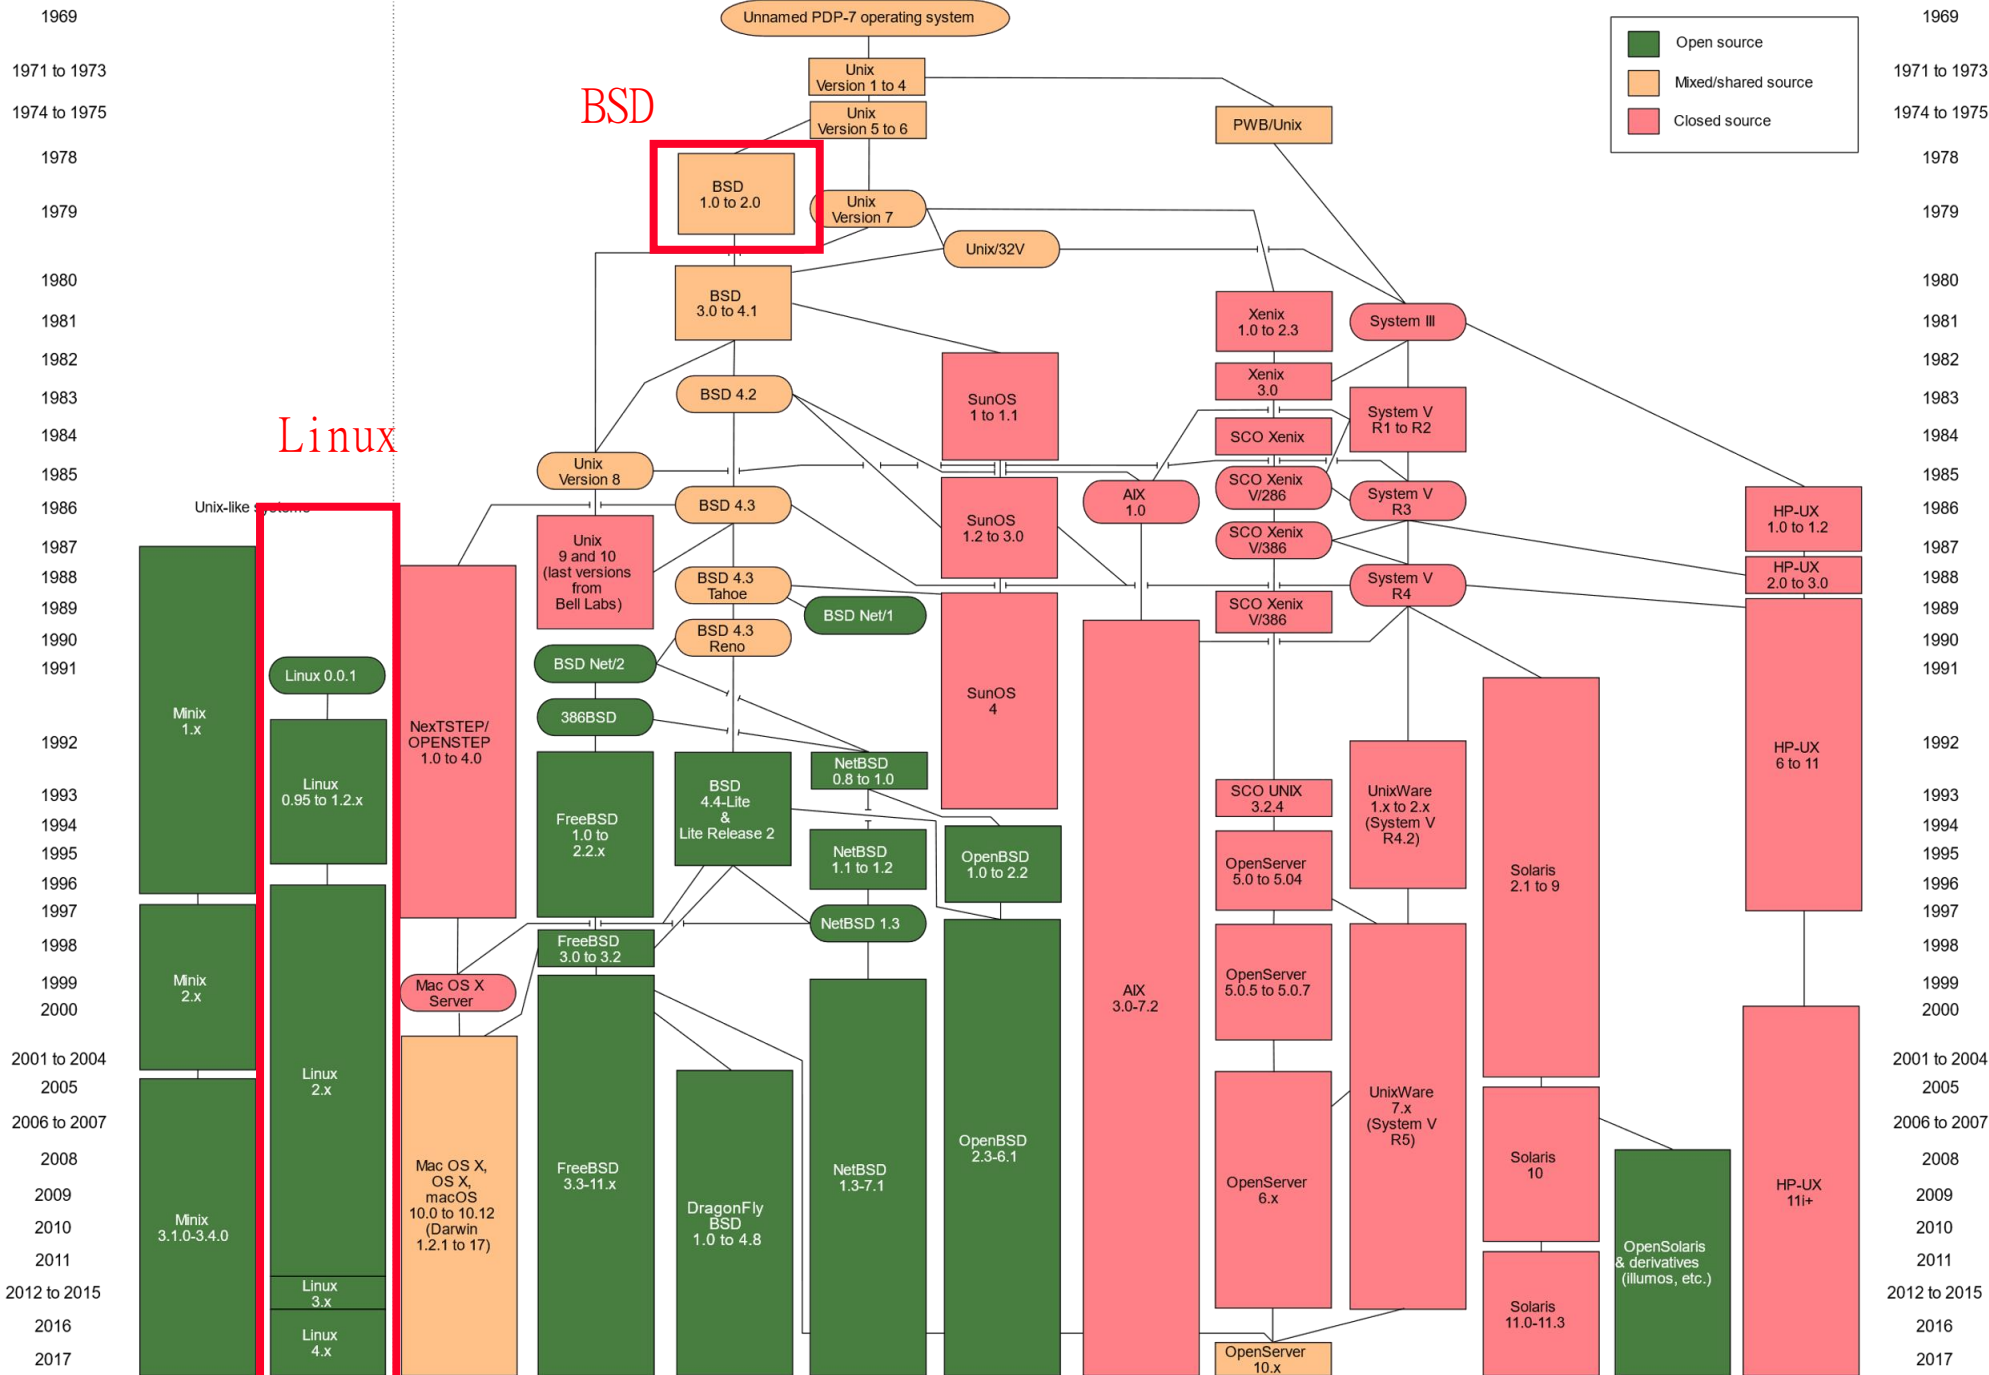 1969
1971 to 1973
1974 to 1975
1978
1979
1980
1981
1982
1983
1984
1985
1986
1987
1988
1989
1990
1991
1992
1993
1994
1995
1996
1997
1998
1999
2000
2001 to 2004
2005
2006 to 2007
2008
2009
2010
2011
2012 to 2015
2016
2017
Unnamed PDP-7 operating system
Unix
Version 1 to 4
Unix
Version 5 to 6
PWB/Unix
Open source
Mixed/shared source
Closed source
BSD
BSD
1.0 to 2.0
Unix
Version 7
Unix/32V
BSD
3.0 to 4.1
Xenix
1.0 to 2.3
System III
Xenix
3.0
BSD 4.2
SunOS
1 to 1.1
System V
R1 to R2
SCO Xenix
Linux
Unix
Version 8
SCO Xenix
V/286
AIX
1.0
System V
R3
BSD 4.3
HP-UX
1.0 to 1.2
Unix-like systems
SunOS
1.2 to 3.0
SCO Xenix
V/386
Unix
9 and 10
(last versions
from
Bell Labs)
HP-UX
2.0 to 3.0
BSD 4.3
Tahoe
System V
R4
BSD Net/1
SCO Xenix
V/386
BSD 4.3
Reno
BSD Net/2
Linux 0.0.1
SunOS
4
Minix
1.x
386BSD
NexTSTEP/
OPENSTEP
1.0 to 4.0
HP-UX
6 to 11
NetBSD
0.8 to 1.0
Linux
0.95 to 1.2.x
BSD
4.4-Lite
&
Lite Release 2
SCO UNIX
3.2.4
UnixWare
1.x to 2.x
(System V
R4.2)
FreeBSD
1.0 to
2.2.x
NetBSD
1.1 to 1.2
OpenBSD
1.0 to 2.2
OpenServer
5.0 to 5.04
Solaris
2.1 to 9
NetBSD 1.3
FreeBSD
3.0 to 3.2
Minix
2.x
Mac OS X
Server
OpenServer
5.0.5 to 5.0.7
AIX
3.0-7.2
Linux
2.x
UnixWare
7.x
(System V
R5)
OpenBSD
2.3-6.1
Mac OS X,
OS X,
macOS
10.0 to 10.12
(Darwin
1.2.1 to 17)
FreeBSD
3.3-11.x
NetBSD
1.3-7.1
Solaris
10
OpenServer
6.x
HP-UX
11i+
DragonFly
BSD
1.0 to 4.8
Minix
3.1.0-3.4.0
OpenSolaris
& derivatives
(illumos, etc.)
Linux
3.x
Solaris
11.0-11.3
Linux
4.x
OpenServer
10.x
1969
1971 to 1973
1974 to 1975
1978
1979
1980
1981
1982
1983
1984
1985
1986
1987
1988
1989
1990
1991
1992
1993
1994
1995
1996
1997
1998
1999
2000
2001 to 2004
2005
2006 to 2007
2008
2009
2010
2011
2012 to 2015
2016
2017